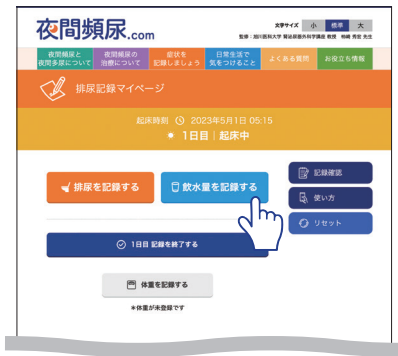 夜間頻尿.com
文字サイズ 小 標準 大
監修：旭川医科大学 腎泌尿器外科学講座 教授 柿崎 秀宏 先生
夜間頻尿と夜間多尿について
夜間頻尿の治療について
症状を記録しましょう
日常生活で気をつけること
よくある質問
お役立ち情報
排尿記録マイページ
起床時刻 2023年5月1日 05:15
1日目｜起床中
排尿を記録する
飲水量を記録する
記録確認
使い方
リセット
1日目 記録を終了する
体重を記録する
*体重が未登録です